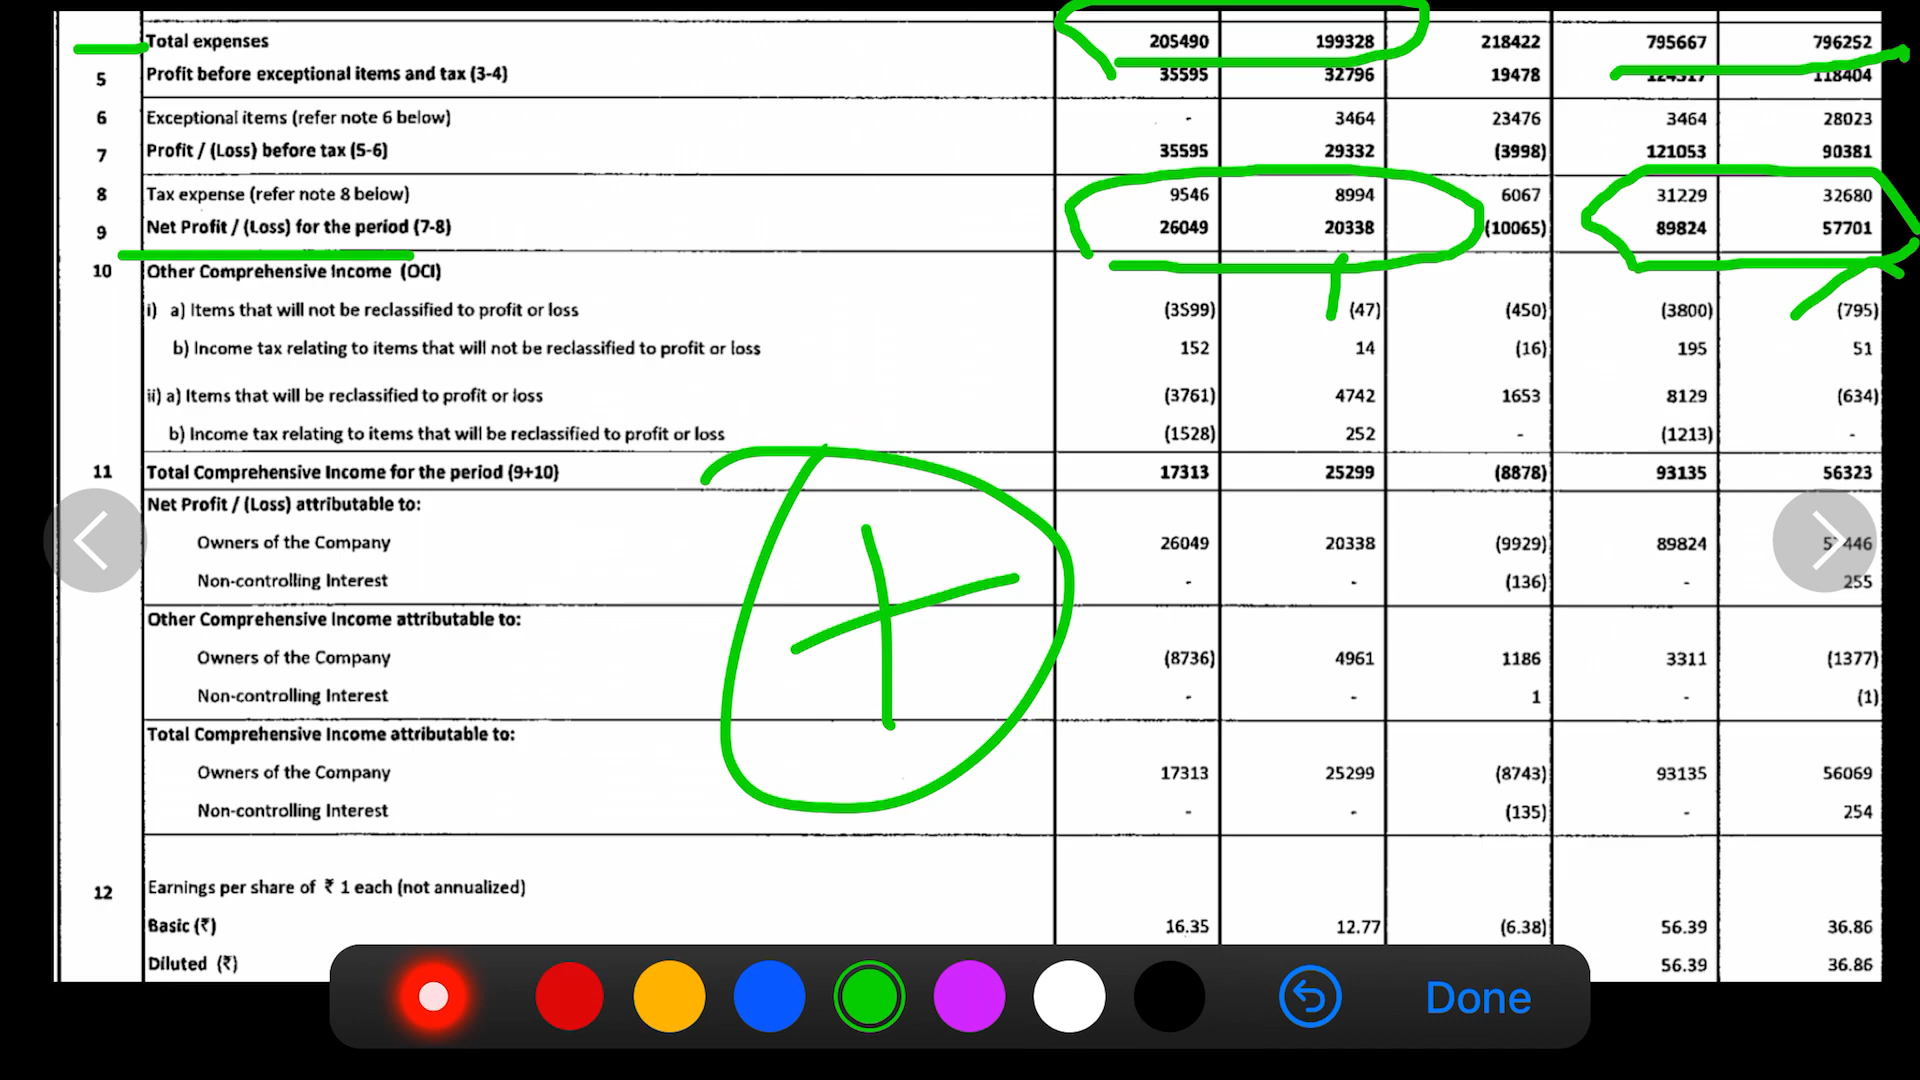 Total expenses 205490 199328 218422 795667 796252
5 Profit before exceptional items and tax (3-4) 35595 32796 19478 118404
6 Exceptional items (refer note 6 below) - 3464 23476 3464 28023
7 Profit / (Loss) before tax (5-6) 35595 29332 (3998) 121053 90381
8 Tax expense (refer note 8 below) 9546 8994 6067 31229 32680
9 Net Profit / (Loss) for the period (7-8) 26049 20338 (10065) 89824 57701
10 Other Comprehensive Income (OCI)
i) a) Items that will not be reclassified to profit or loss (3599) (47) (450) (3800) (795)
b) Income tax relating to items that will not be reclassified to profit or loss 152 14 (16) 195 51
ii) a) Items that will be reclassified to profit or loss (3761) 4742 1653 8129 (634)
b) Income tax relating to items that will be reclassified to profit or loss (1528) 252 - (1213) -
11 Total Comprehensive Income for the period (9+10) 17313 25299 (8878) 93135 56323
Net Profit / (Loss) attributable to:
Owners of the Company 26049 20338 (9929) 89824
Non-controlling Interest - - (136) - 255
Other Comprehensive Income attributable to:
Owners of the Company (8736) 4961 1186 3311 (1377)
Non-controlling Interest - - 1 - (1)
Total Comprehensive Income attributable to:
Owners of the Company 17313 25299 (8743) 93135 56069
Non-controlling Interest - - (135) - 254
12 Earnings per share of ₹ 1 each (not annualized)
Basic (₹) 16.35 12.77 (6.38) 56.39 36.86
Diluted (₹) 56.39 36.86
Done